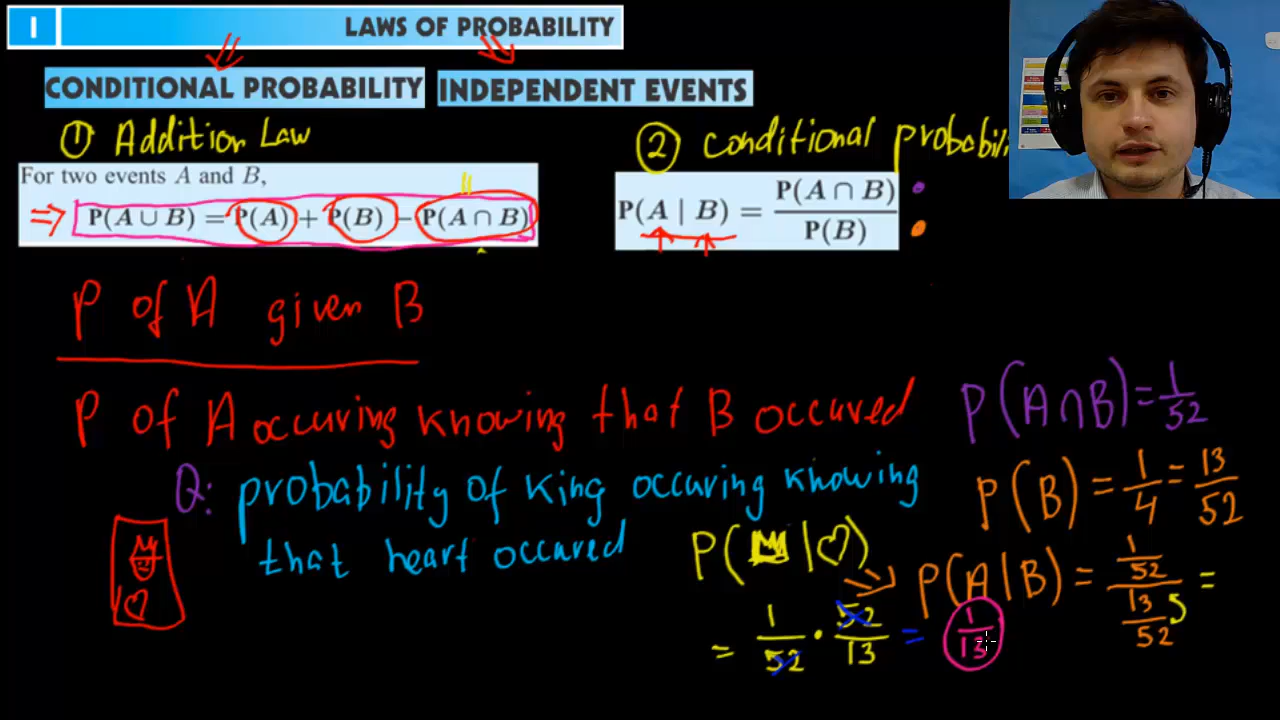 1 LAWS OF PROBABILITY
CONDITIONAL PROBABILITY INDEPENDENT EVENTS
① Addition Law
② conditional probabili
For two events A and B,
⇒ P(A ∪ B) = P(A) + P(B) − P(A ∩ B)
P(A | B) = P(A ∩ B) / P(B)
P of A given B
P of A occuring knowing that B occured
P(A∩B) = 1/52
Q: probability of King occuring knowing
that heart occured
P(B) = 1/4 = 13/52
P(👑|♡)
P(A|B) = 1/52 / 13/52 =
= 1/52 · 52/13 = 1/13